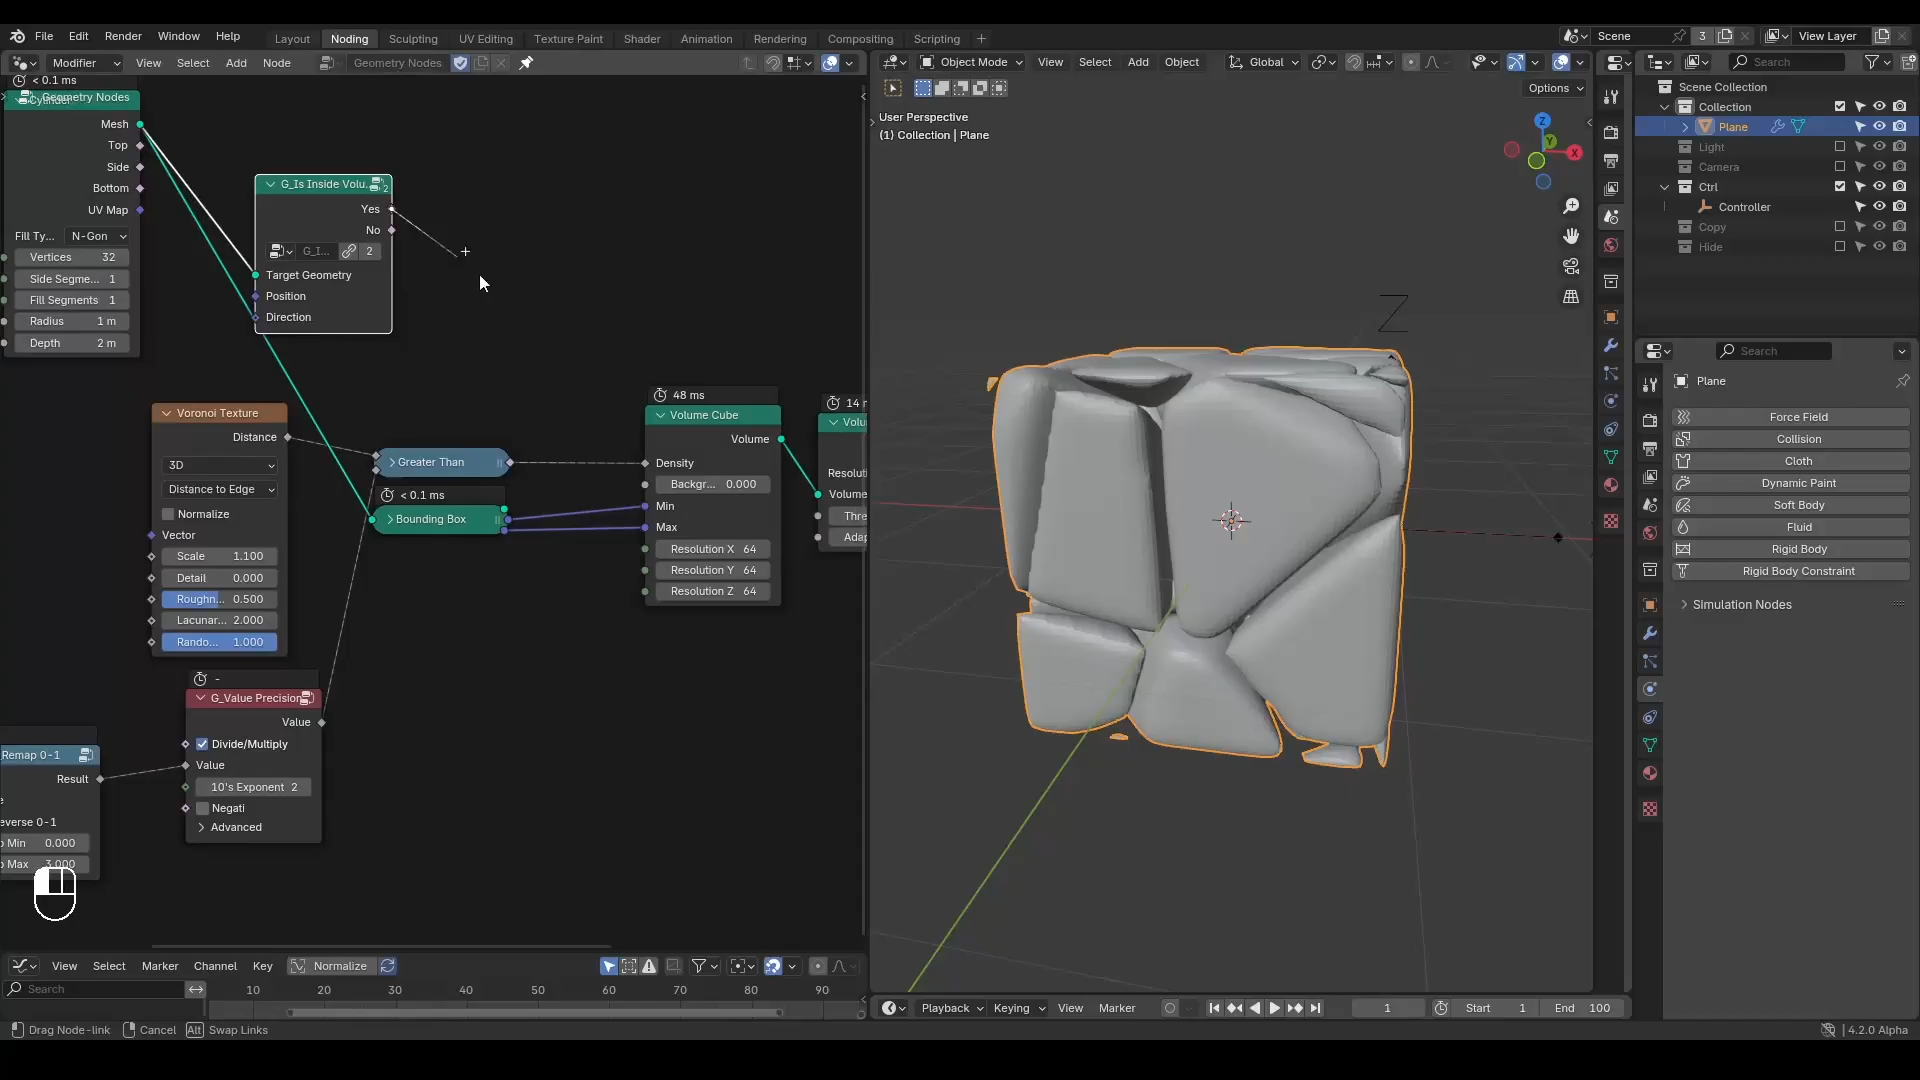 File Edit Render Window Help Layout Noding Sculpting UV Editing Texture Paint Shader Animation Rendering Compositing Scripting + Scene 3 View Layer
Modifier View Select Add Node Geometry Nodes
Object Mode View Select Add Object Global
Search
Options
< 0.1 ms
Geometry Nodes
Mesh
Top
Side
Bottom
UV Map
Fill Ty... N-Gon
Vertices 32
Side Segme... 1
Fill Segments 1
Radius 1 m
Depth 2 m
G_Is Inside Volu... 2
Yes
No
G_I... 2
Target Geometry
Position
Direction
Voronoi Texture
Distance
3D
Distance to Edge
Normalize
Vector
Scale 1.100
Detail 0.000
Roughn... 0.500
Lacunar... 2.000
Rando... 1.000
Greater Than
< 0.1 ms
Bounding Box
48 ms
Volume Cube
Volume
Density
Backgr... 0.000
Min
Max
Resolution X 64
Resolution Y 64
Resolution Z 64
14 
Volu
Resoluti
Volume
Thre
Adap
-
G_Value Precision
Value
Divide/Multiply
Value
10's Exponent 2
Negati
Advanced
Remap 0-1
Result
everse 0-1
Min 0.000
Max 3.000
User Perspective
(1) Collection | Plane
Z
Y
X
Z
Scene Collection
Collection
Plane
Light
Camera
Ctrl
Controller
Copy
Hide
Search
Plane
Force Field
Collision
Cloth
Dynamic Paint
Soft Body
Fluid
Rigid Body
Rigid Body Constraint
Simulation Nodes
View Select Marker Channel Key Normalize
Search
10 20 30 40 50 60 70 80 90
Playback Keying View Marker 1 Start 1 End 100
Drag Node-link Cancel Alt Swap Links 4.2.0 Alpha